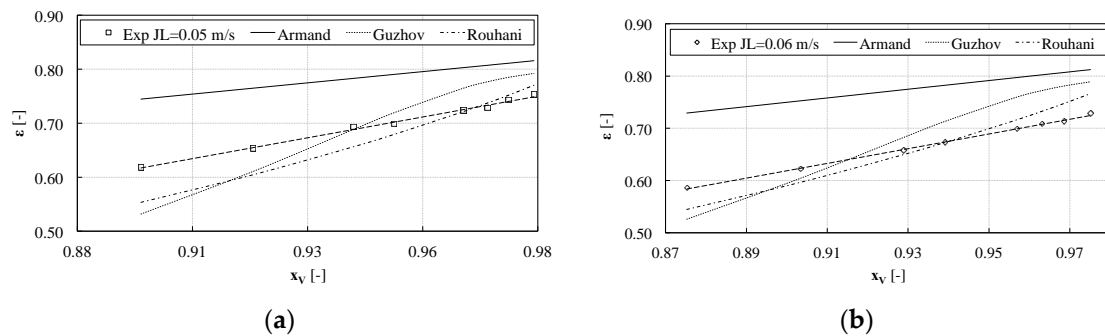 (a)
0.90
0.80
0.70
0.60
0.50
ε [-]
Exp JL=0.05 m/s Armand Guzhov Rouhani
0.88 0.91 0.93 0.96 0.98
xV [-]
(a)
(b)
0.90
0.80
0.70
0.60
0.50
ε [-]
Exp JL=0.06 m/s Armand Guzhov Rouhani
0.87 0.89 0.91 0.93 0.95 0.97
xV [-]
(b)